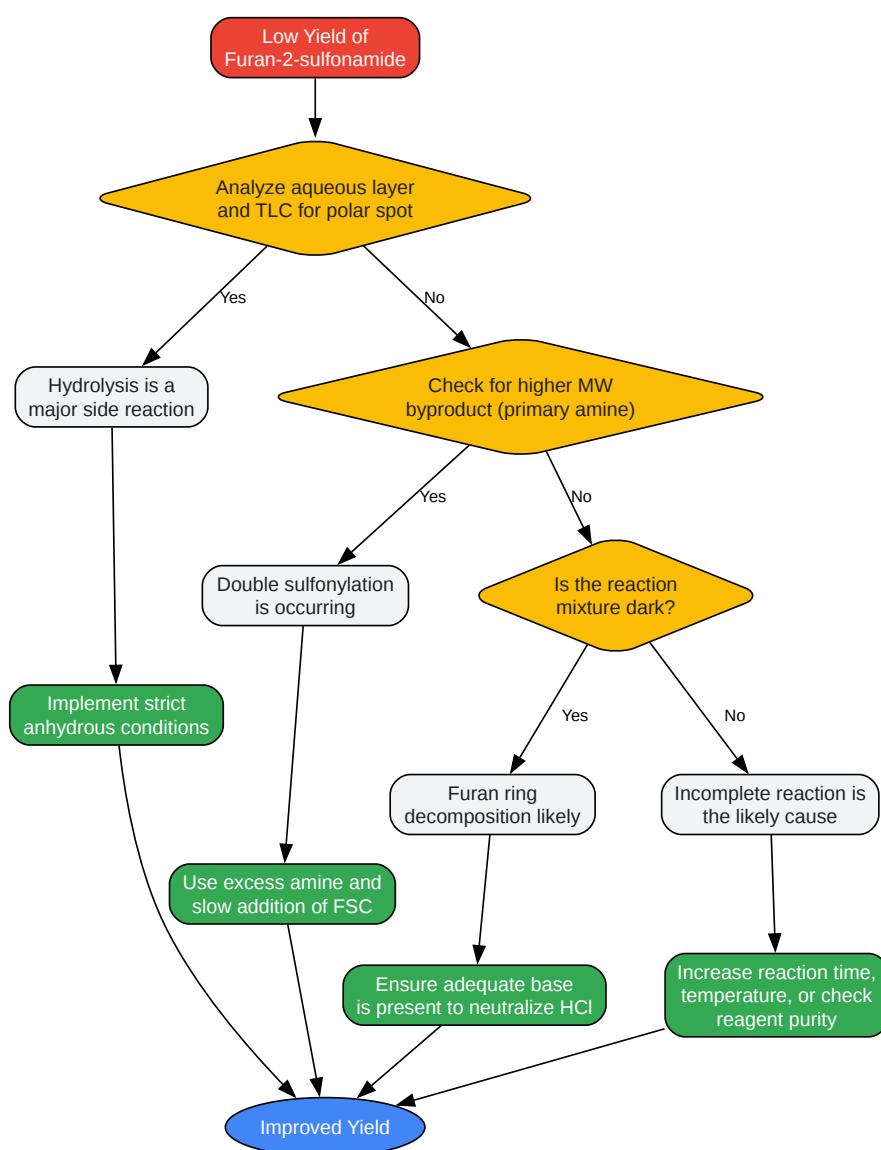 Low Yield of
Furan-2-sulfonamide
Analyze aqueous layer
and TLC for polar spot
Yes
No
Hydrolysis is a
major side reaction
Check for higher MW
byproduct (primary amine)
Yes
No
Double sulfonylation
is occurring
Is the reaction
mixture dark?
Implement strict
anhydrous conditions
Yes
No
Furan ring
decomposition likely
Incomplete reaction is
the likely cause
Use excess amine and
slow addition of FSC
Ensure adequate base
is present to neutralize HCl
Increase reaction time,
temperature, or check
reagent purity
Improved Yield